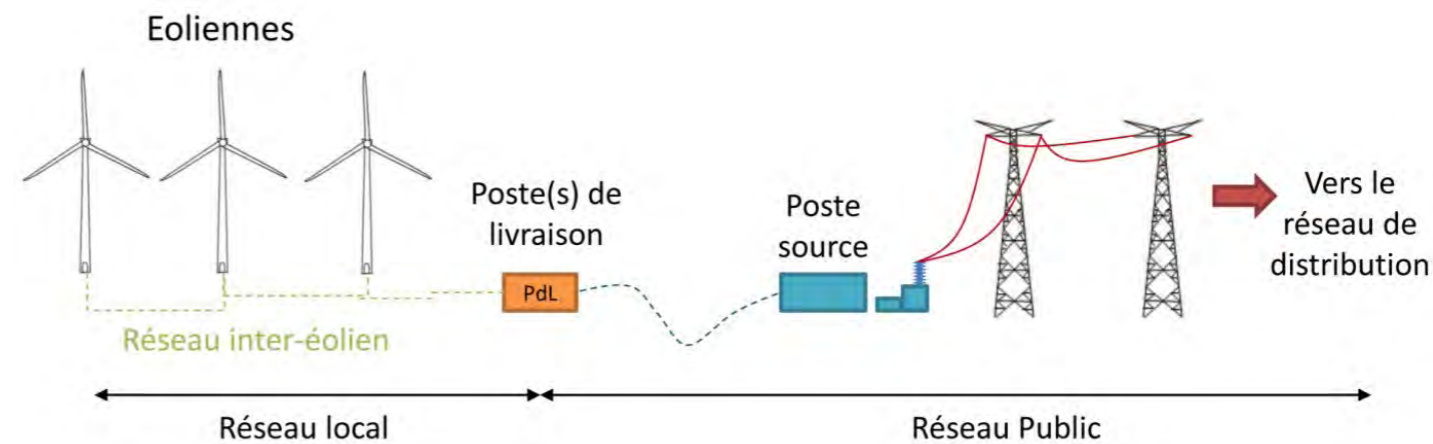 Eoliennes
Poste(s) de
livraison
PdL
Poste
source
Vers le
réseau de
distribution
Réseau inter-éolien
Réseau local
Réseau Public